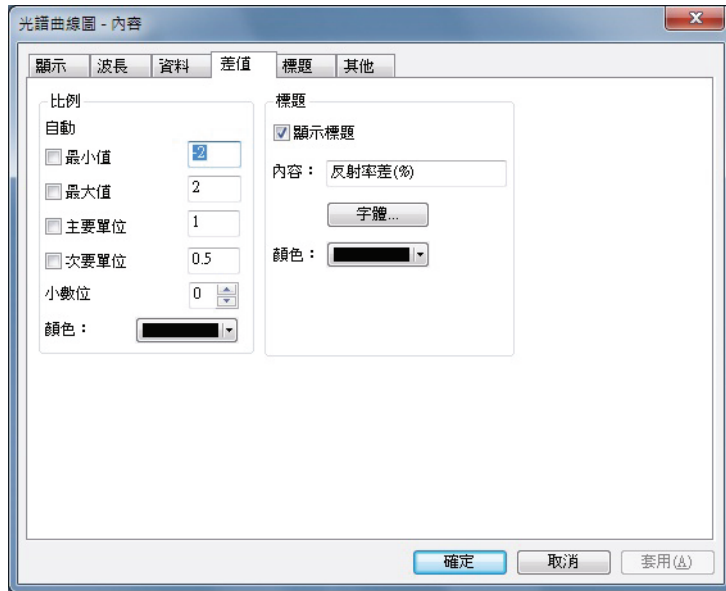 光譜曲線圖 - 內容
顯示 波長 資料 差值 標題 其他
比例
自動
最小值 -2
最大值 2
主要單位 1
次要單位 0.5
小數位 0
顏色：
標題
顯示標題
內容： 反射率差(%)
字體...
顏色：
確定 取消 套用(A)